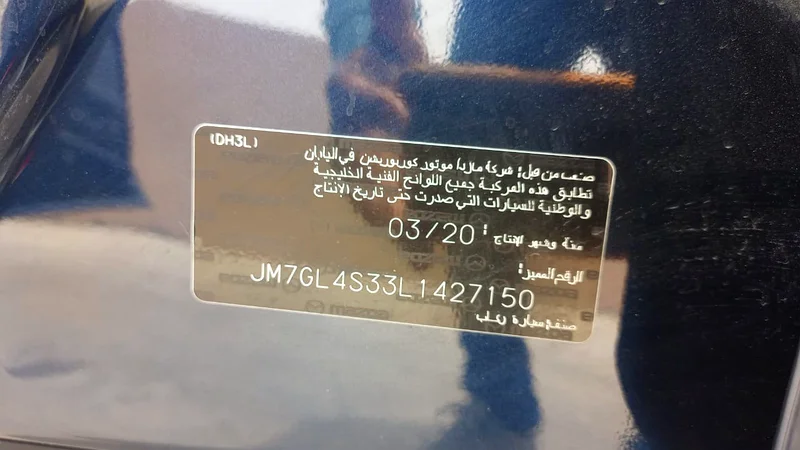 (DH3L)
صنعت من قبل: شركة مازدا موتور كوربوريشن في اليابان
تطابق هذه المركبة جميع اللوائح الفنية الخليجية
والوطنية للسيارات التي صدرت حتى تاريخ الإنتاج
سنة وشهر الإنتاج : 03/20
الرقم المميز:
JM7GL4S33L1427150
صنف: سيارة ركاب